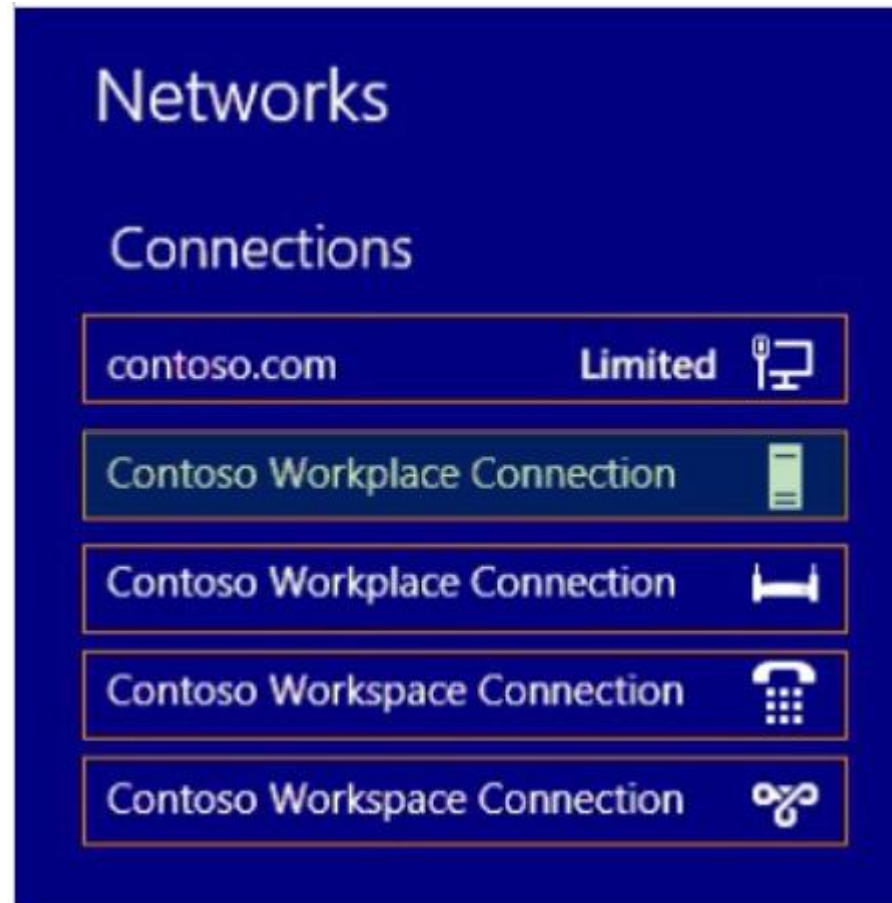 Networks
Connections
contoso.com Limited
Contoso Workplace Connection
Contoso Workplace Connection
Contoso Workspace Connection
Contoso Workspace Connection